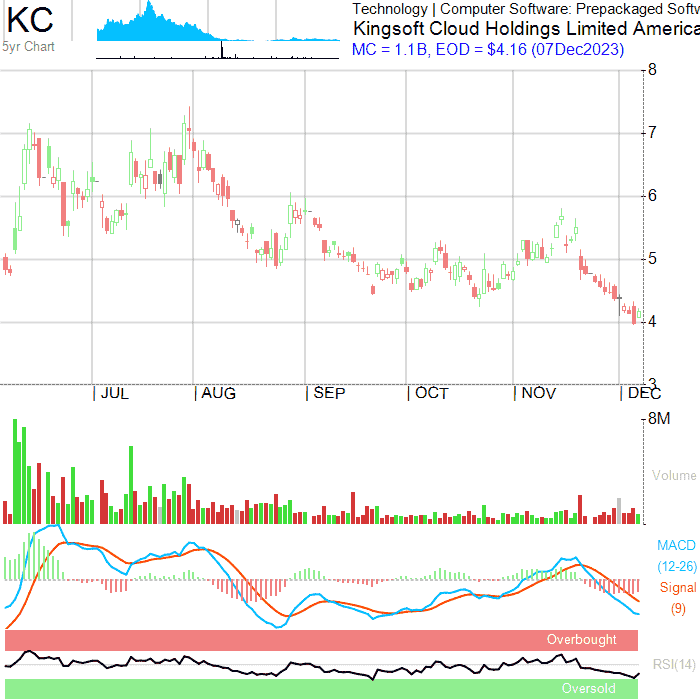 KC
5yr Chart
Technology | Computer Software: Prepackaged Softw
Kingsoft Cloud Holdings Limited America
MC = 1.1B, EOD = $4.16 (07Dec2023)
8
7
6
5
4
3
JUL AUG SEP OCT NOV DEC
8M
Volume
MACD
(12-26)
Signal
(9)
Overbought
RSI(14)
Oversold